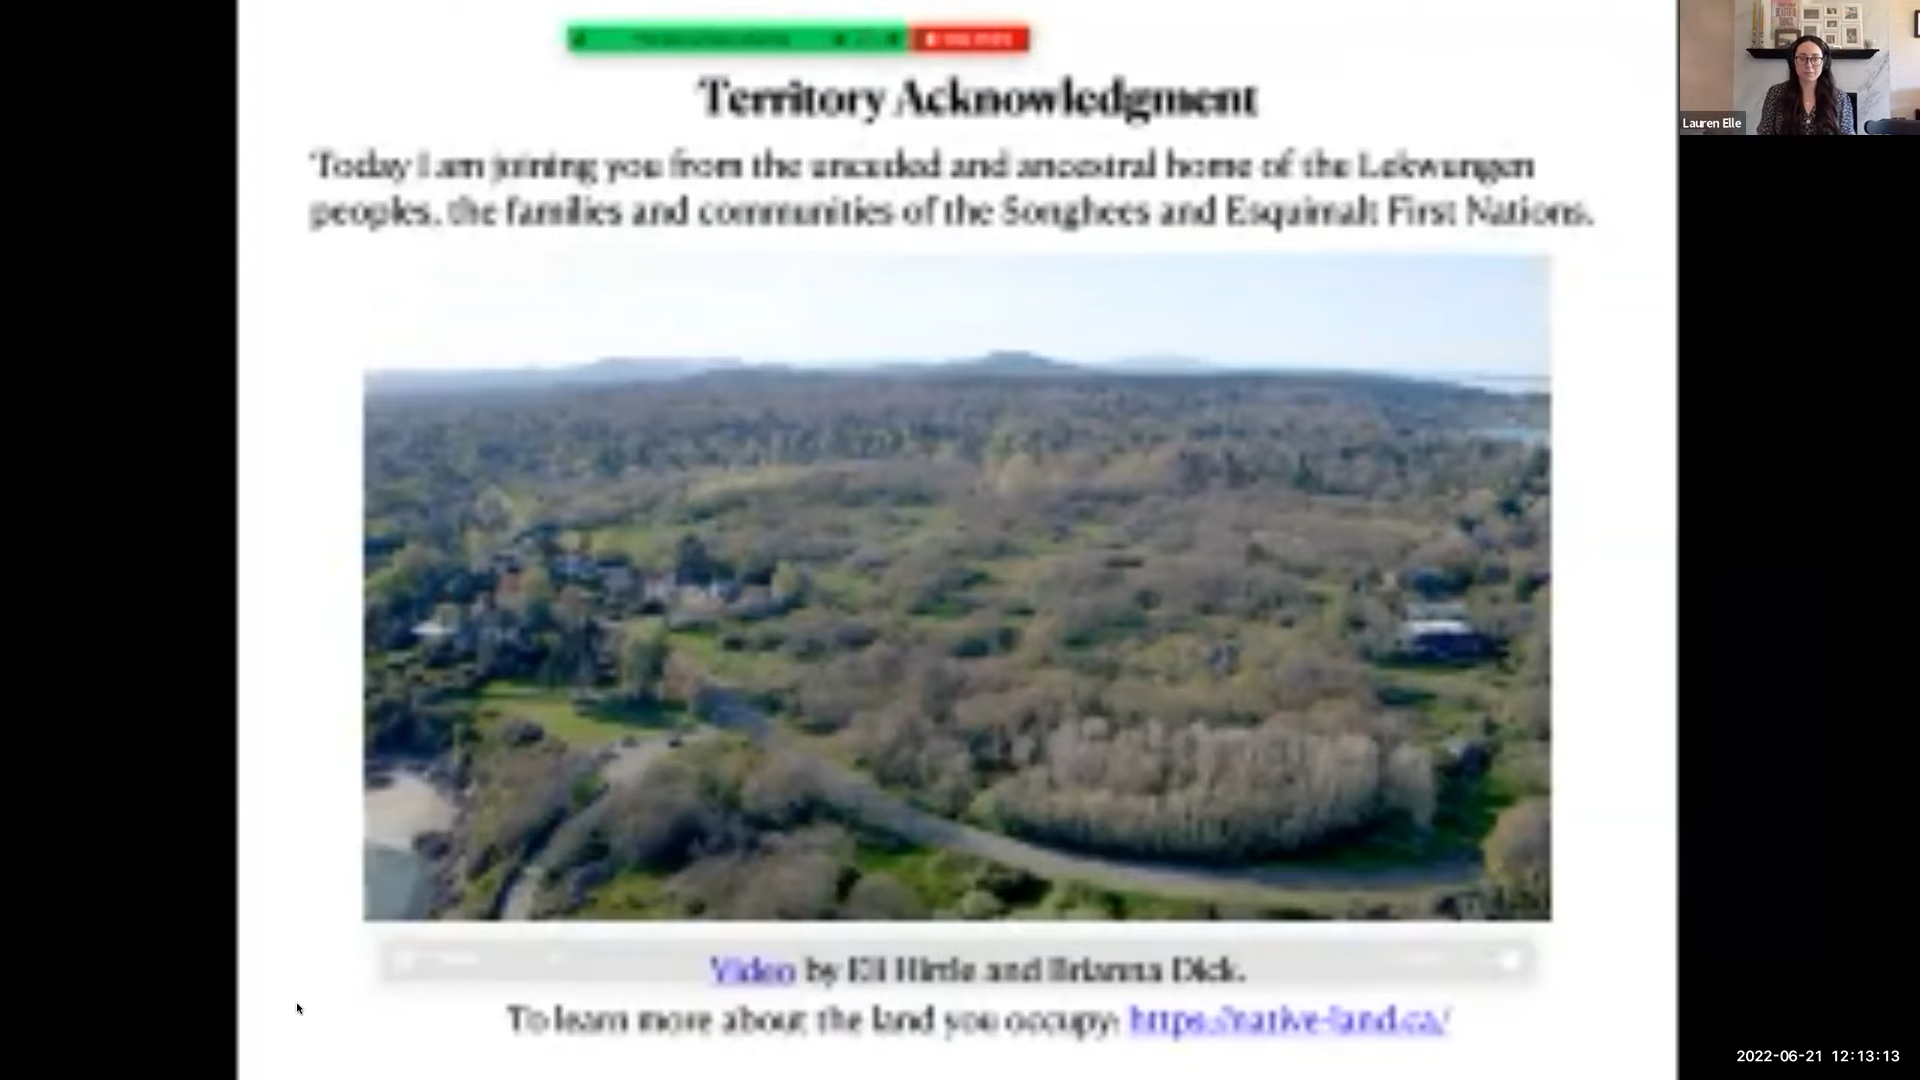 Territory Acknowledgment
Today I am joining you from the unceded and ancestral home of the Lekwungen
peoples, the families and communities of the Songhees and Esquimalt First Nations.
Video by Eli Hirtle and Brianna Dick.
To learn more about the land you occupy: https://native-land.ca/
Lauren Elle
2022-06-21 12:13:13